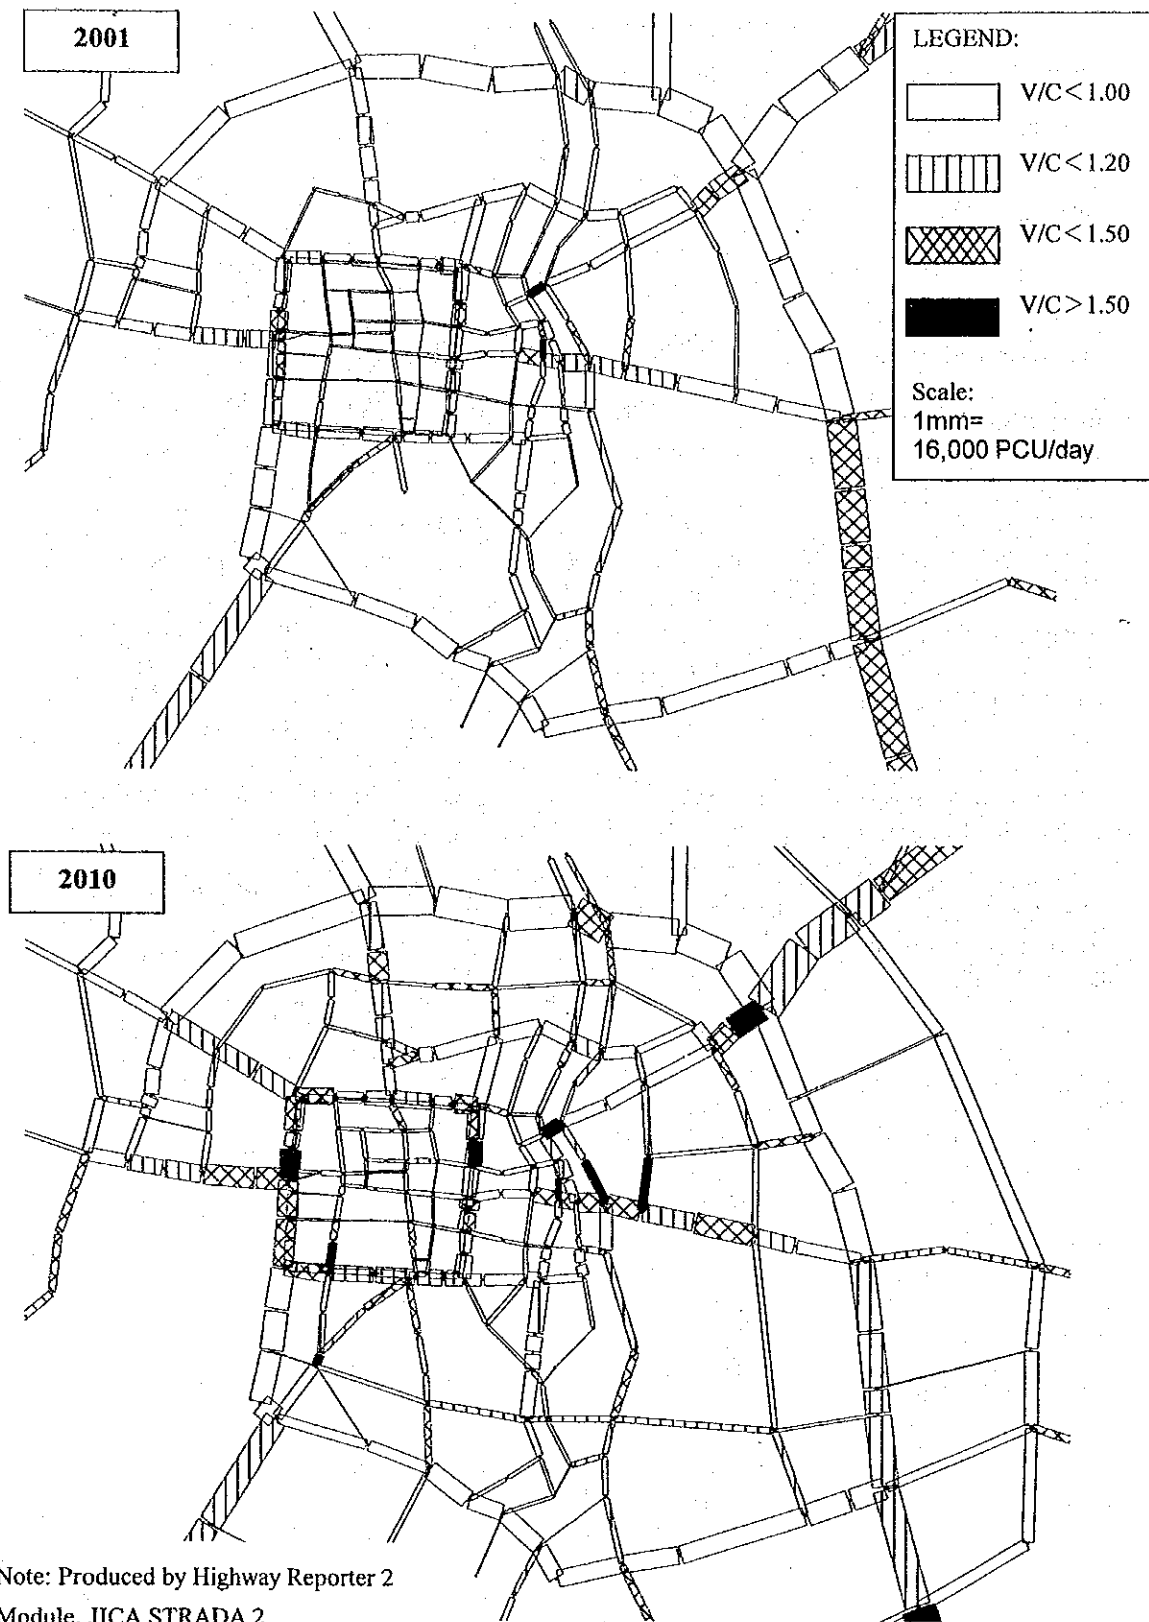 2001
LEGEND:
V/C<1.00
V/C<1.20
V/C<1.50
V/C>1.50
Scale:
1mm=
16,000 PCU/day
2010
Note: Produced by Highway Reporter 2
Module, JICA STRADA 2